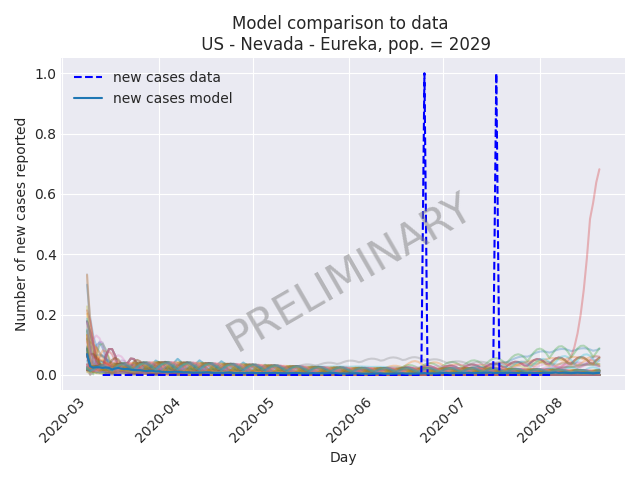 Model comparison to data
US - Nevada - Eureka, pop. = 2029
new cases data
new cases model
1.0
0.8
0.6
0.4
0.2
0.0
Number of new cases reported
PRELIMINARY
2020-03
2020-04
2020-05
2020-06
2020-07
2020-08
Day